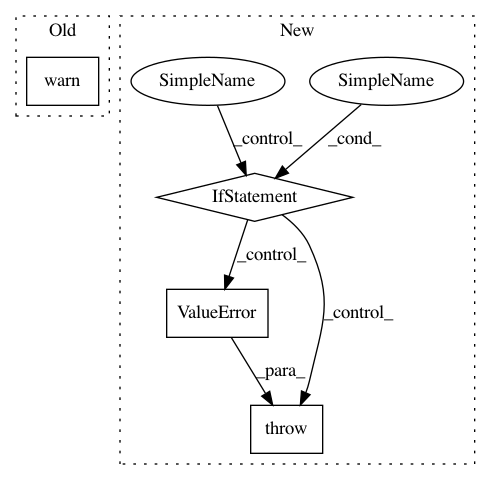 Old
New
warn
SimpleName
SimpleName
_control_
_cond_
IfStatement
_control_
ValueError
_control_
_para_
throw